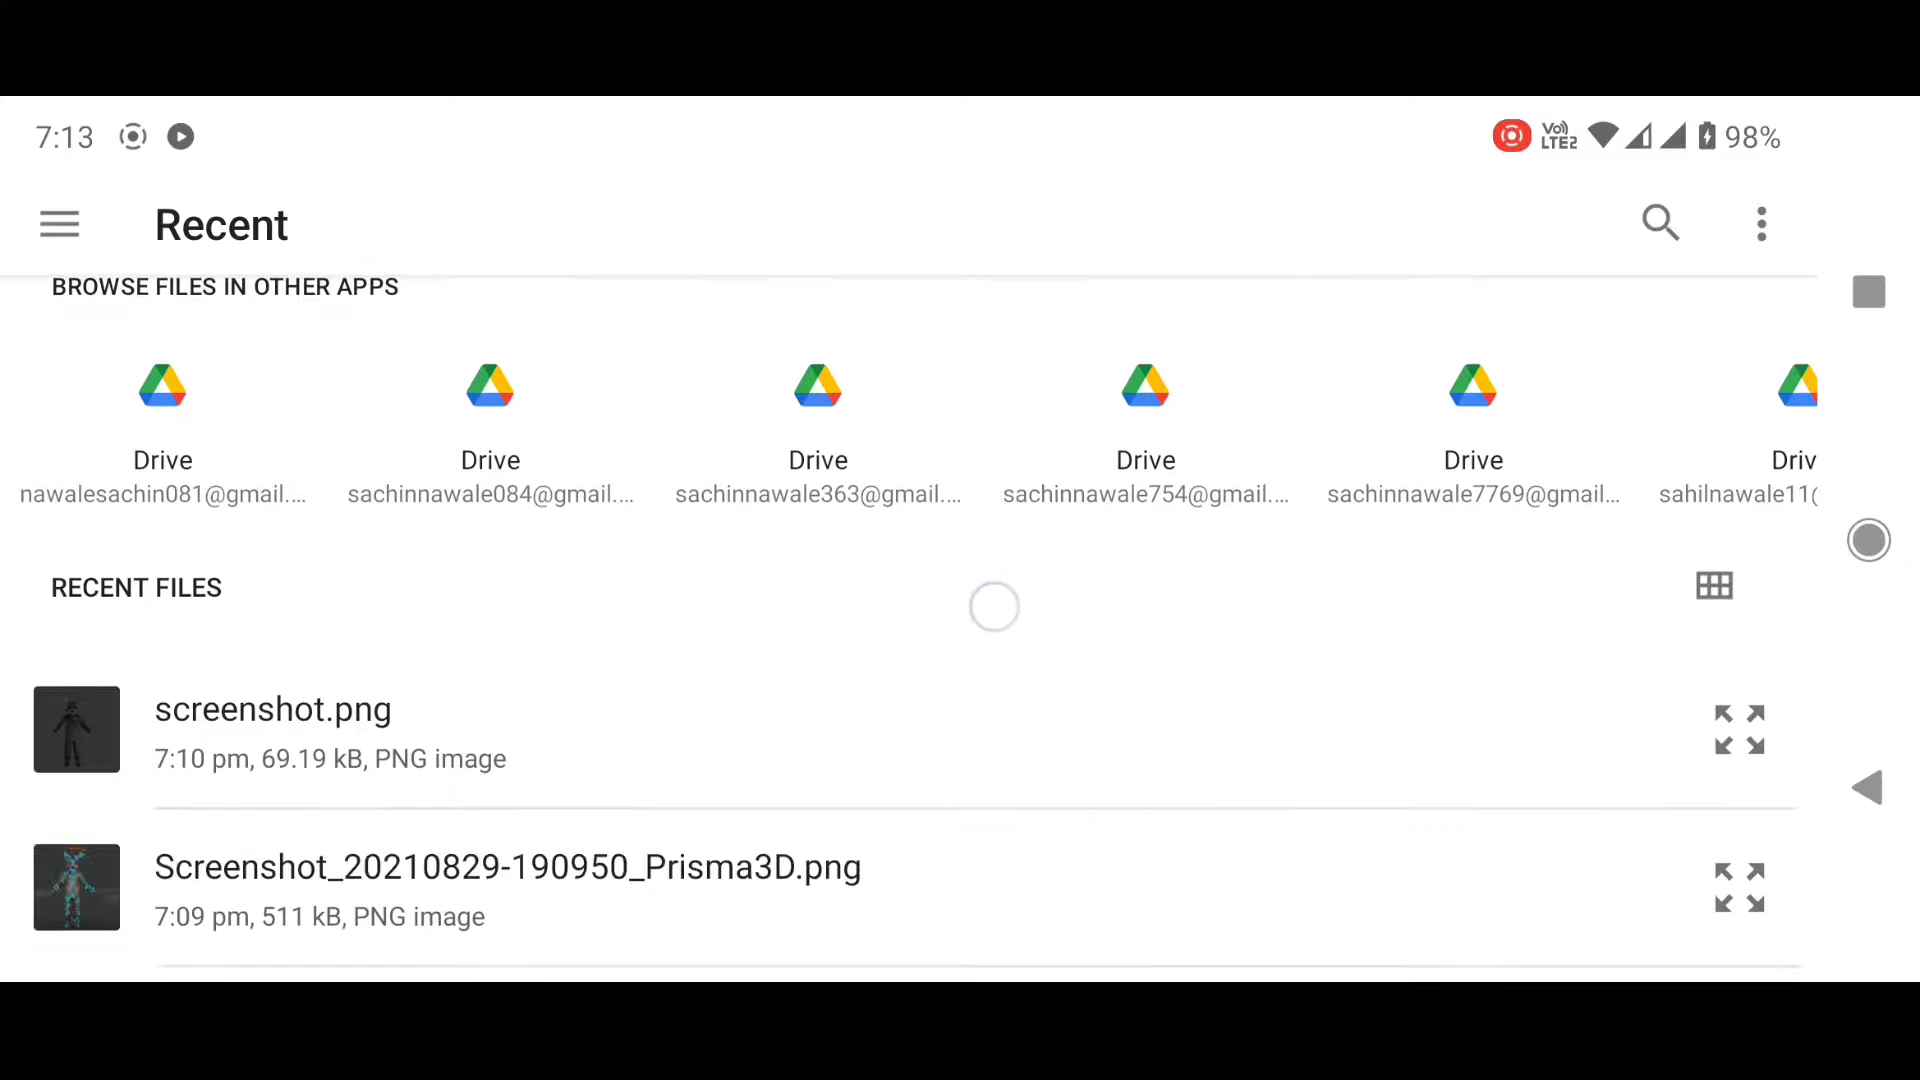 7:13
Vo)) LTE2 98%
Recent
BROWSE FILES IN OTHER APPS
Drive Drive Drive Drive Drive Driv
nawalesachin081@gmail.... sachinnawale084@gmail.... sachinnawale363@gmail.... sachinnawale754@gmail.... sachinnawale7769@gmail... sahilnawale11(
RECENT FILES
screenshot.png
7:10 pm, 69.19 kB, PNG image
Screenshot_20210829-190950_Prisma3D.png
7:09 pm, 511 kB, PNG image